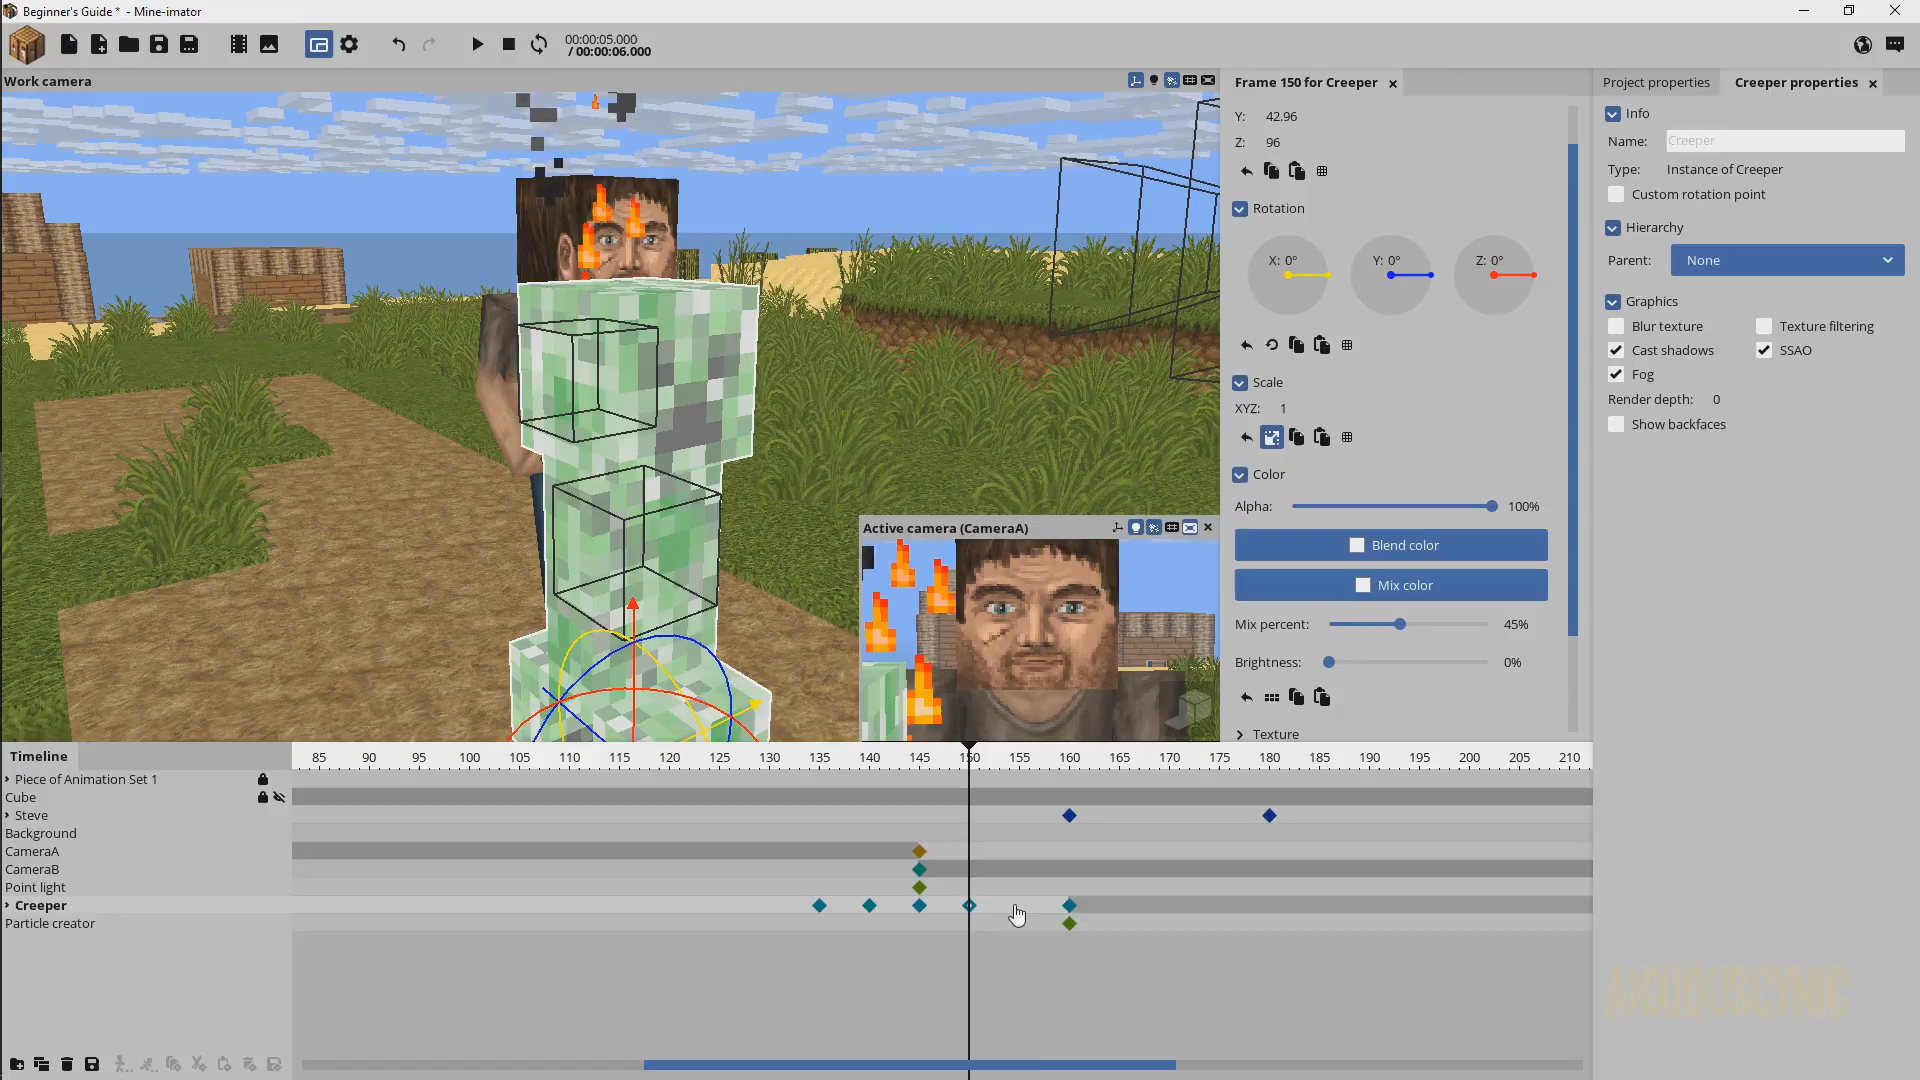 Beginner's Guide * - Mine-imator
00:00:05.000
/ 00:00:06.000
Work camera
Frame 150 for Creeper
Y: 42.96
Z: 96
Rotation
X: 0° Y: 0° Z: 0°
Scale
XYZ: 1
Color
Alpha: 100%
Blend color
Mix color
Mix percent: 45%
Brightness: 0%
Texture
Project properties Creeper properties
Info
Name: Creeper
Type: Instance of Creeper
Custom rotation point
Hierarchy
Parent: None
Graphics
Blur texture Texture filtering
Cast shadows SSAO
Fog
Render depth: 0
Show backfaces
Active camera (CameraA)
Timeline
85 90 95 100 105 110 115 120 125 130 135 140 145 150 155 160 165 170 175 180 185 190 195 200 205 210
Piece of Animation Set 1
Cube
Steve
Background
CameraA
CameraB
Point light
Creeper
Particle creator
ANXIOUSCYNIC